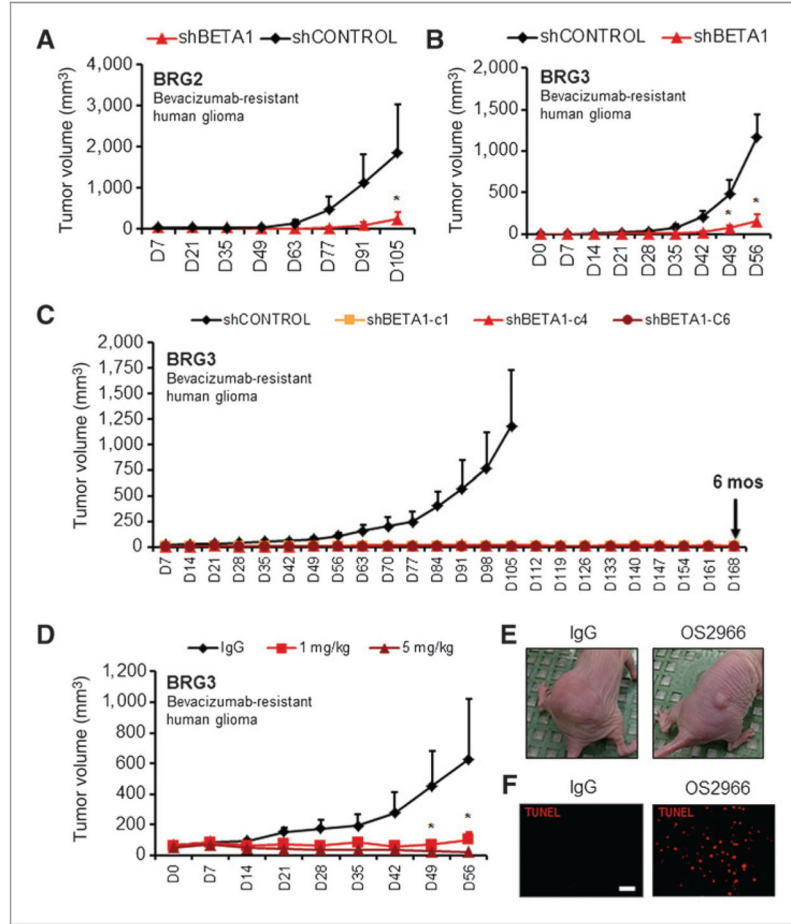 A
shBETA1 shCONTROL
BRG2
Bevacizumab-resistant
human glioma
Tumor volume (mm³)
4,000
3,000
2,000
1,000
0
*
D7 D21 D35 D49 D63 D77 D91 D105
B
shCONTROL shBETA1
BRG3
Bevacizumab-resistant
human glioma
Tumor volume (mm³)
2,000
1,500
1,000
500
0
* *
D0 D7 D14 D21 D28 D35 D42 D49 D56
C
shCONTROL shBETA1-c1 shBETA1-c4 shBETA1-C6
BRG3
Bevacizumab-resistant
human glioma
Tumor volume (mm³)
2,000
1,750
1,500
1,250
1,000
750
500
250
0
6 mos
D7 D14 D21 D28 D35 D42 D49 D56 D63 D70 D77 D84 D91 D98 D105 D112 D119 D126 D133 D140 D147 D154 D161 D168
D
IgG 1 mg/kg 5 mg/kg
BRG3
Bevacizumab-resistant
human glioma
Tumor volume (mm³)
1,200
1,000
800
600
400
200
0
* *
D0 D7 D14 D21 D28 D35 D42 D49 D56
E
IgG OS2966
F
IgG OS2966
TUNEL TUNEL